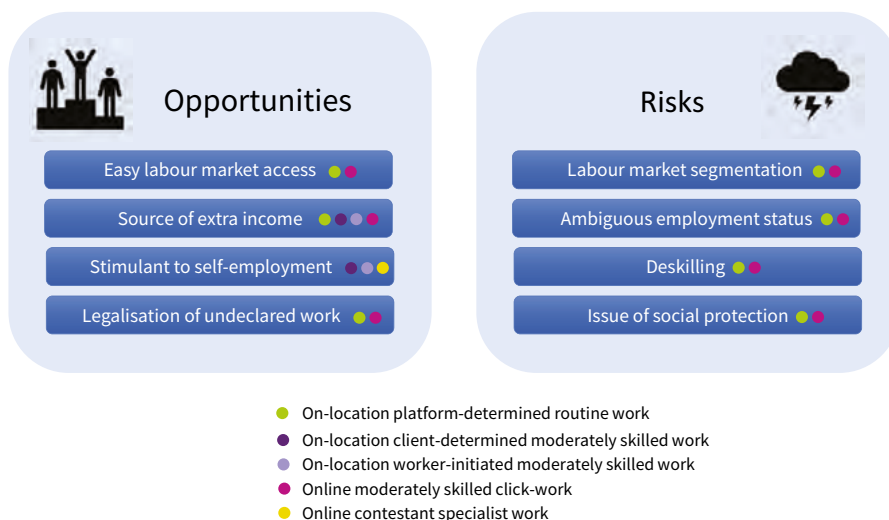 Opportunities
Easy labour market access
Source of extra income
Stimulant to self-employment
Legalisation of undeclared work
Risks
Labour market segmentation
Ambiguous employment status
Deskilling
Issue of social protection
On-location platform-determined routine work
On-location client-determined moderately skilled work
On-location worker-initiated moderately skilled work
Online moderately skilled click-work
Online contestant specialist work